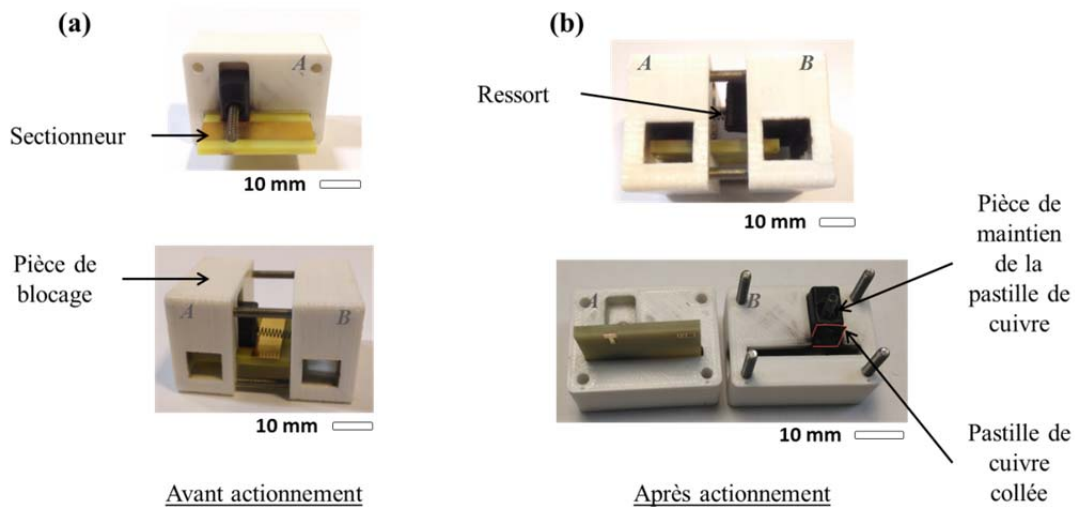 (a)
A
Sectionneur
10 mm
Pièce de
blocage
A
B
10 mm
Avant actionnement
(b)
A
B
Ressort
10 mm
Pièce de
maintien
de la
pastille de
cuivre
A
B
10 mm
Pastille de
cuivre
collée
Après actionnement